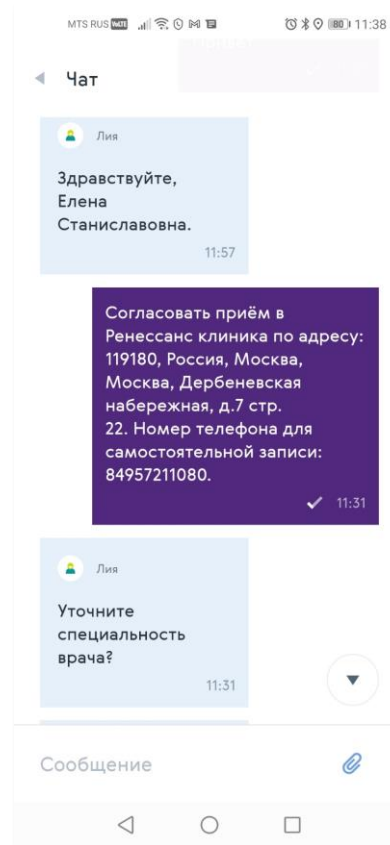 MTS RUS VoLTE 80 11:38
Чат
Лия
Здравствуйте,
Елена
Станиславовна.
11:57
Согласовать приём в
Ренессанс клиника по адресу:
119180, Россия, Москва,
Москва, Дербеневская
набережная, д.7 стр.
22. Номер телефона для
самостоятельной записи:
84957211080.
11:31
Лия
Уточните
специальность
врача?
11:31
Сообщение